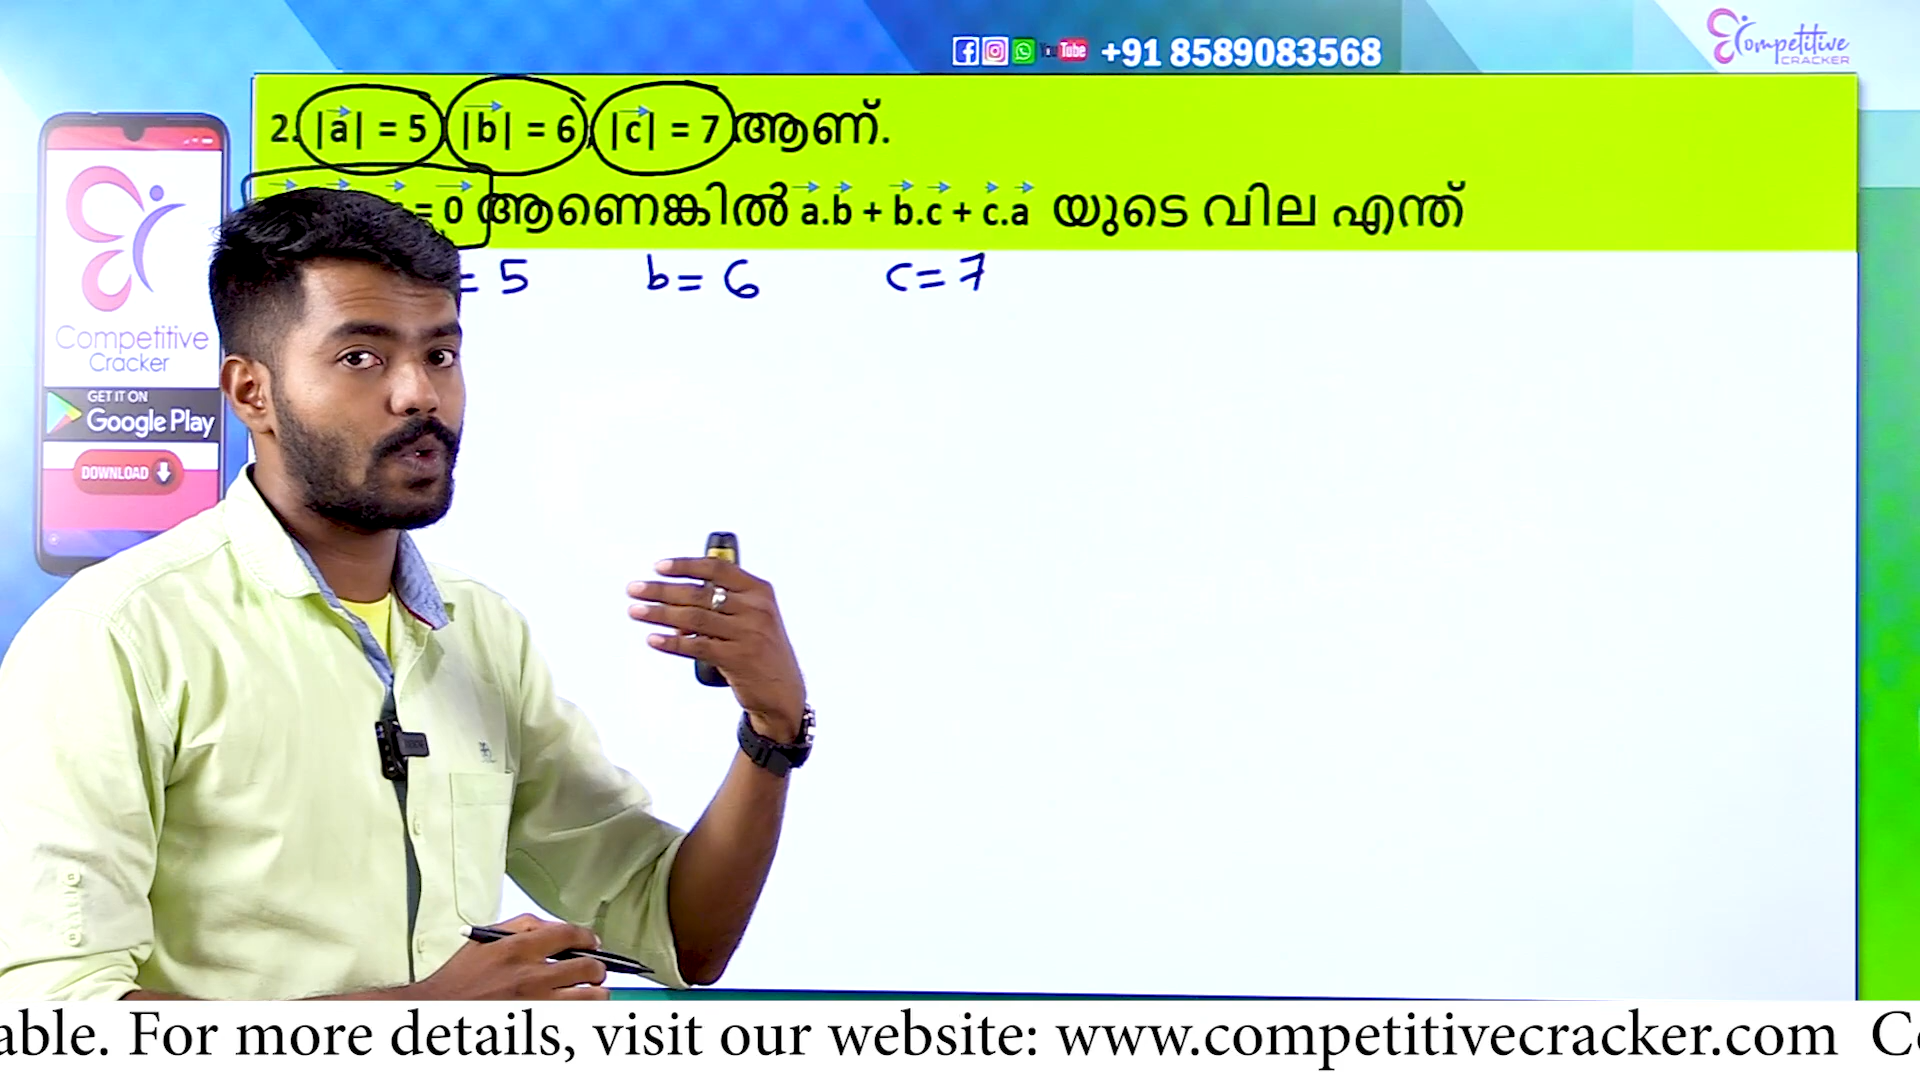 +91 8589083568
Competitive
CRACKER
2. |a| = 5, |b| = 6, |c| = 7 ആണ്.
= 0 ആണെങ്കിൽ a.b + b.c + c.a യുടെ വില എന്ത്
= 5 b = 6 c = 7
Competitive
Cracker
GET IT ON
Google Play
DOWNLOAD
able. For more details, visit our website: www.competitivecracker.com